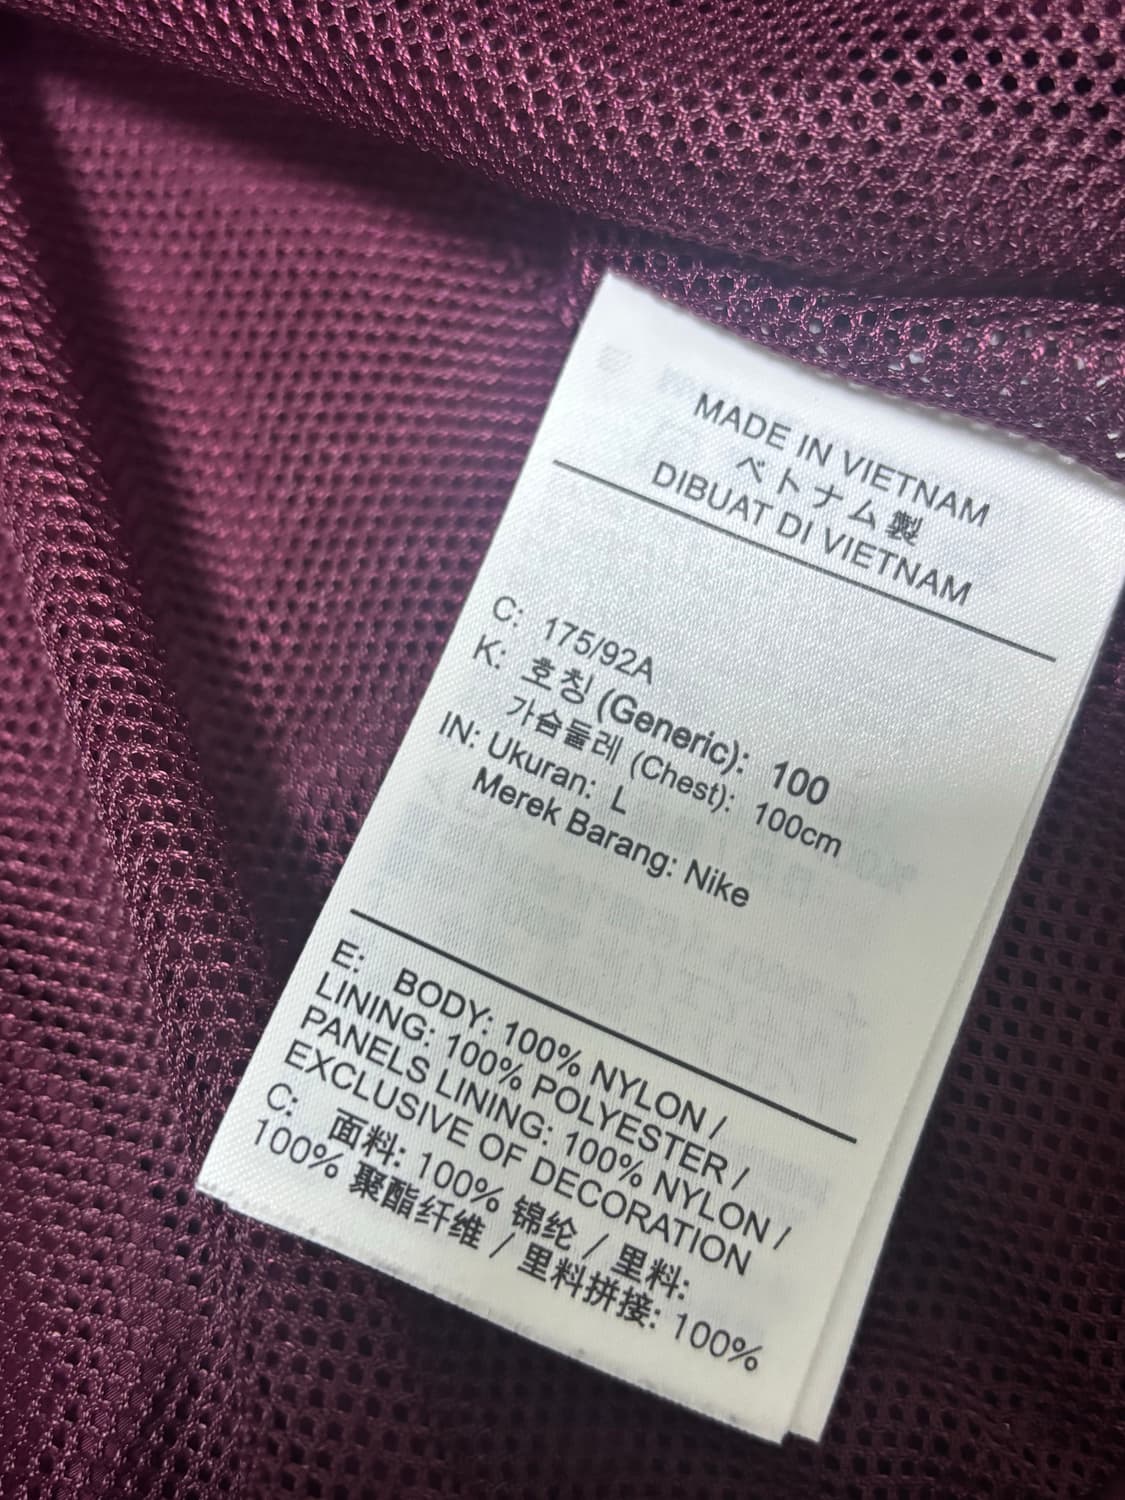 MADE IN VIETNAM
ベトナム製
DIBUAT DI VIETNAM
C: 175/92A
K: 호칭 (Generic): 100
가슴둘레 (Chest): 100cm
IN: Ukuran: L
Merek Barang: Nike
E: BODY: 100% NYLON /
LINING: 100% POLYESTER /
PANELS LINING: 100% NYLON /
EXCLUSIVE OF DECORATION
C: 面料: 100% 锦纶 / 里料:
100% 聚酯纤维 / 里料拼接: 100%